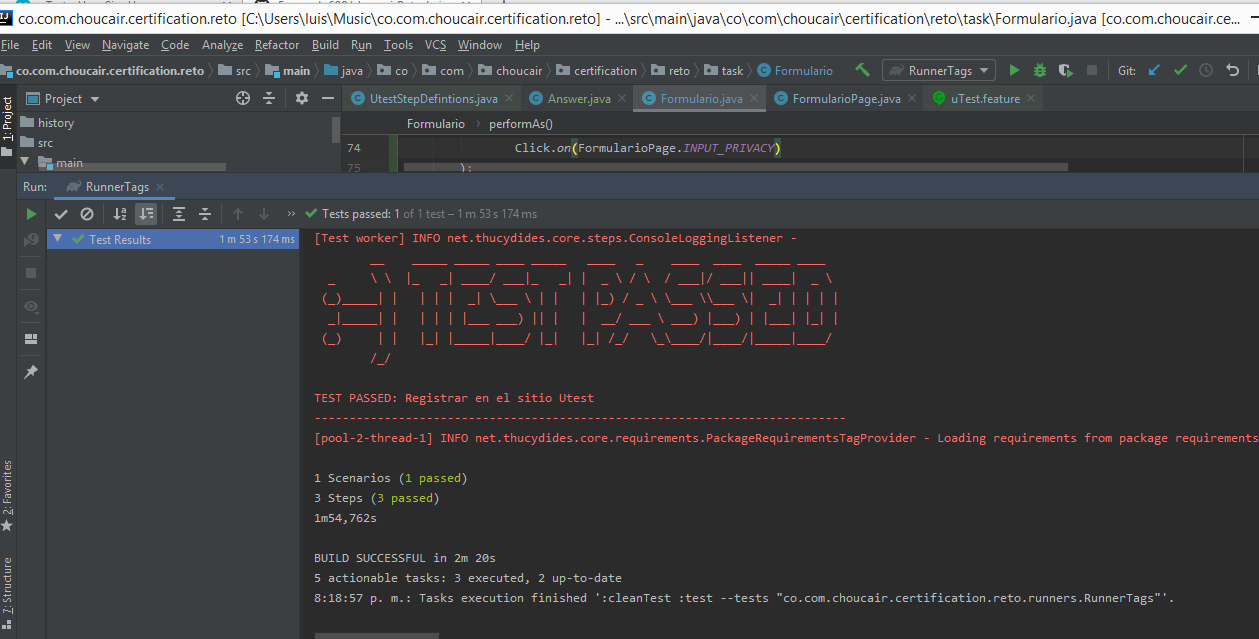 co.com.choucair.certification.reto [C:\Users\luis\Music\co.com.choucair.certification.reto] - ...\src\main\java\co\com\choucair\certification\reto\task\Formulario.java [co.com.choucair.ce...
File Edit View Navigate Code Analyze Refactor Build Run Tools VCS Window Help
co.com.choucair.certification.reto src main java co com choucair certification reto task Formulario RunnerTags Git:
1: Project
Project UtestStepDefintions.java Answer.java Formulario.java FormularioPage.java uTest.feature
history
src
main
Formulario performAs()
74 Click.on(FormularioPage.INPUT_PRIVACY)
75 );
Run: RunnerTags
Tests passed: 1 of 1 test – 1 m 53 s 174 ms
Test Results 1 m 53 s 174 ms
[Test worker] INFO net.thucydides.core.steps.ConsoleLoggingListener -
TEST PASSED
TEST PASSED: Registrar en el sitio Utest
----------------------------------------------------------------------------
[pool-2-thread-1] INFO net.thucydides.core.requirements.PackageRequirementsTagProvider - Loading requirements from package requirements
1 Scenarios (1 passed)
3 Steps (3 passed)
1m54,762s
BUILD SUCCESSFUL in 2m 20s
5 actionable tasks: 3 executed, 2 up-to-date
8:18:57 p. m.: Tasks execution finished ':cleanTest :test --tests "co.com.choucair.certification.reto.runners.RunnerTags"'.
2: Favorites
7: Structure